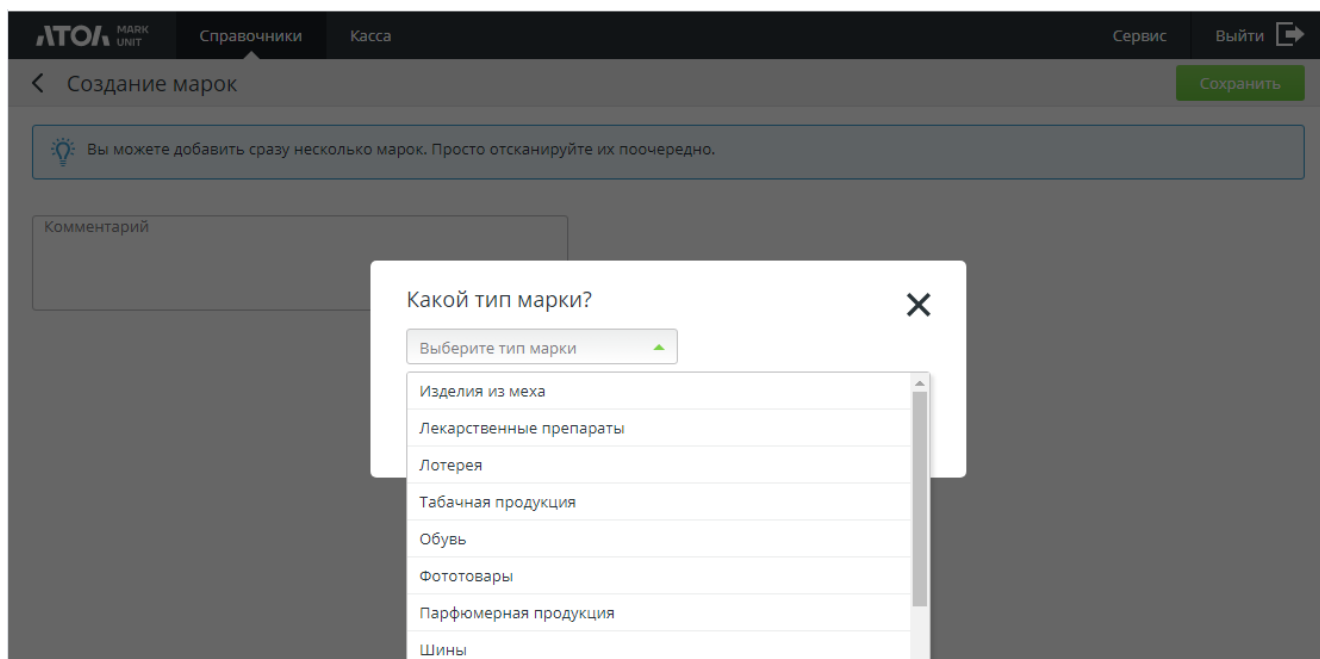 АТОЛ MARK UNIT Справочники Касса Сервис Выйти
Создание марок Сохранить
Вы можете добавить сразу несколько марок. Просто отсканируйте их поочередно.
Комментарий
Какой тип марки?
Выберите тип марки
Изделия из меха
Лекарственные препараты
Лотерея
Табачная продукция
Обувь
Фототовары
Парфюмерная продукция
Шины